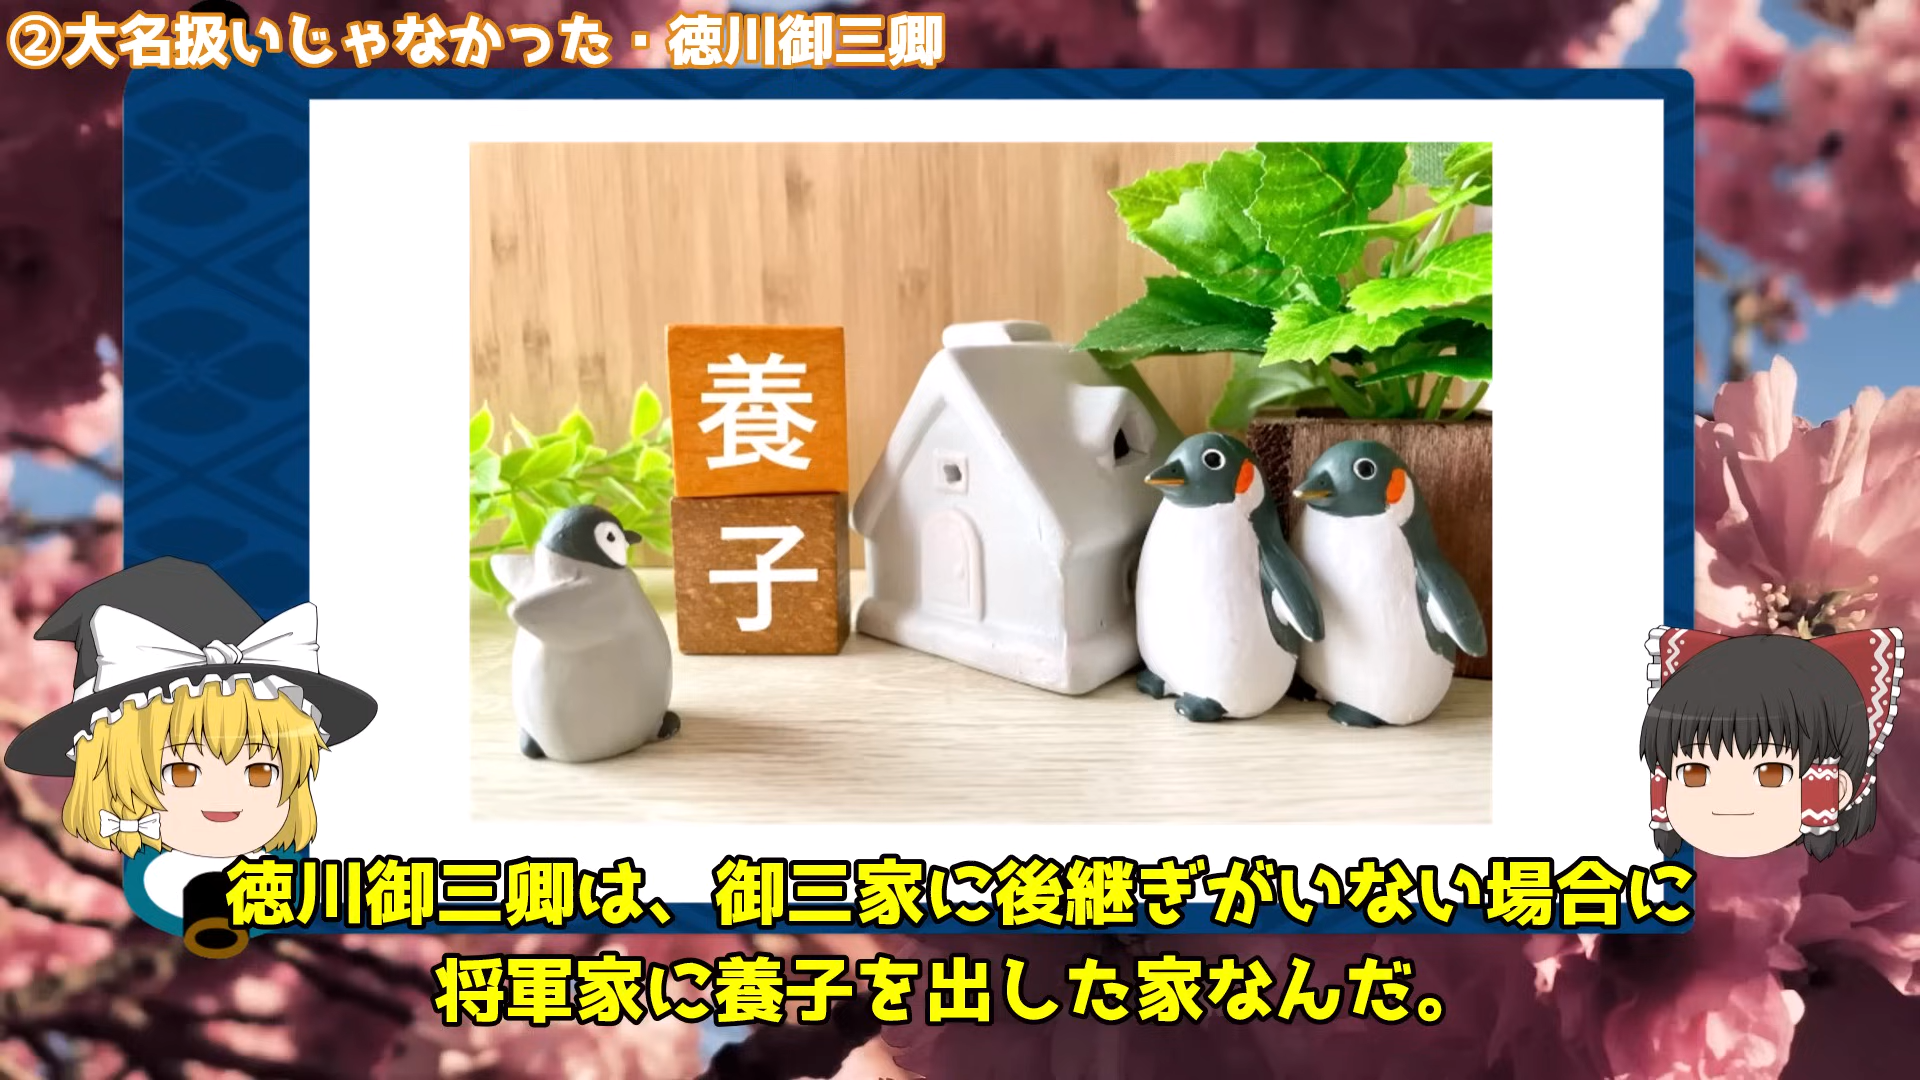 ②大名扱いじゃなかった・徳川御三卿
養
子
徳川御三卿は、御三家に後継ぎがいない場合に
将軍家に養子を出した家なんだ。